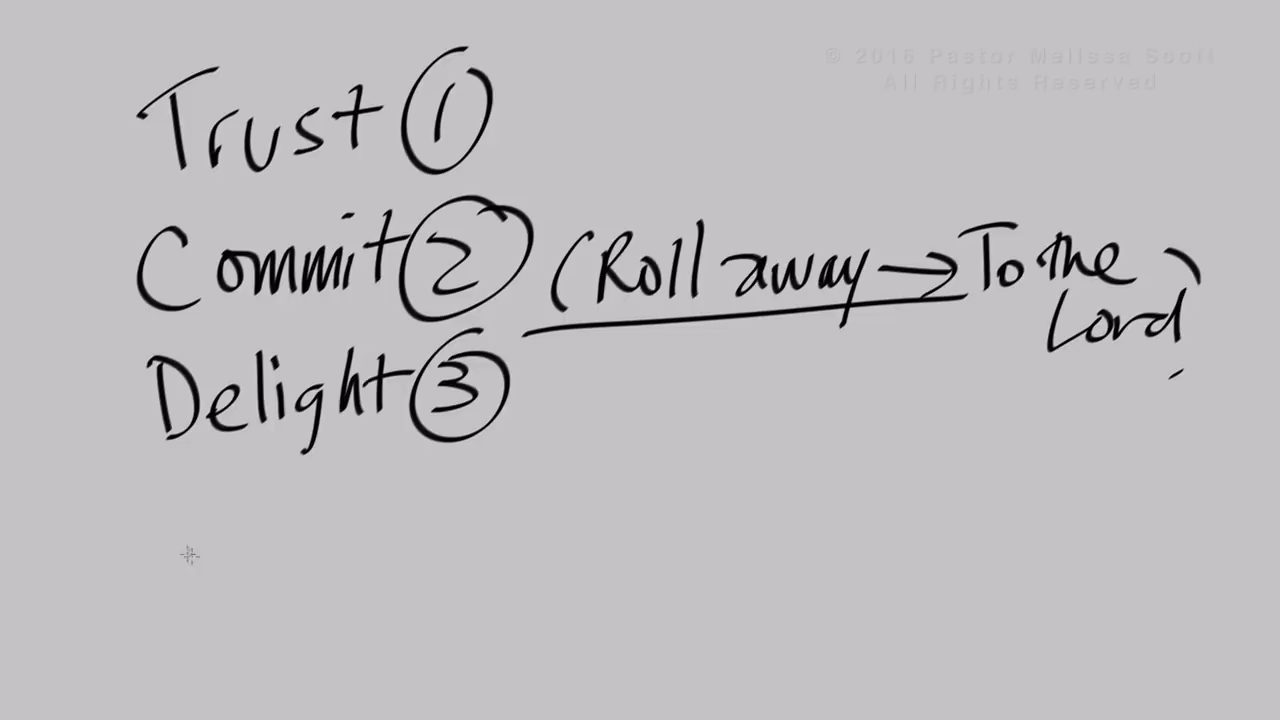 © 2016 Pastor Melissa Scott
All Rights Reserved
Trust ①
Commit ② (Roll away → To the Lord)
Delight ③